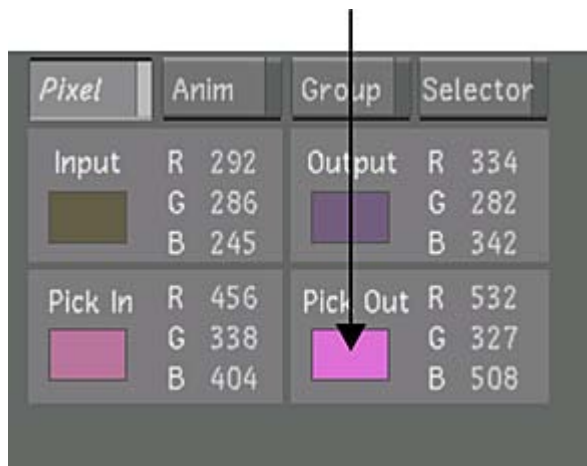 Pixel Anim Group Selector
Input R 292 Output R 334
G 286 G 282
B 245 B 342
Pick In R 456 Pick Out R 532
G 338 G 327
B 404 B 508